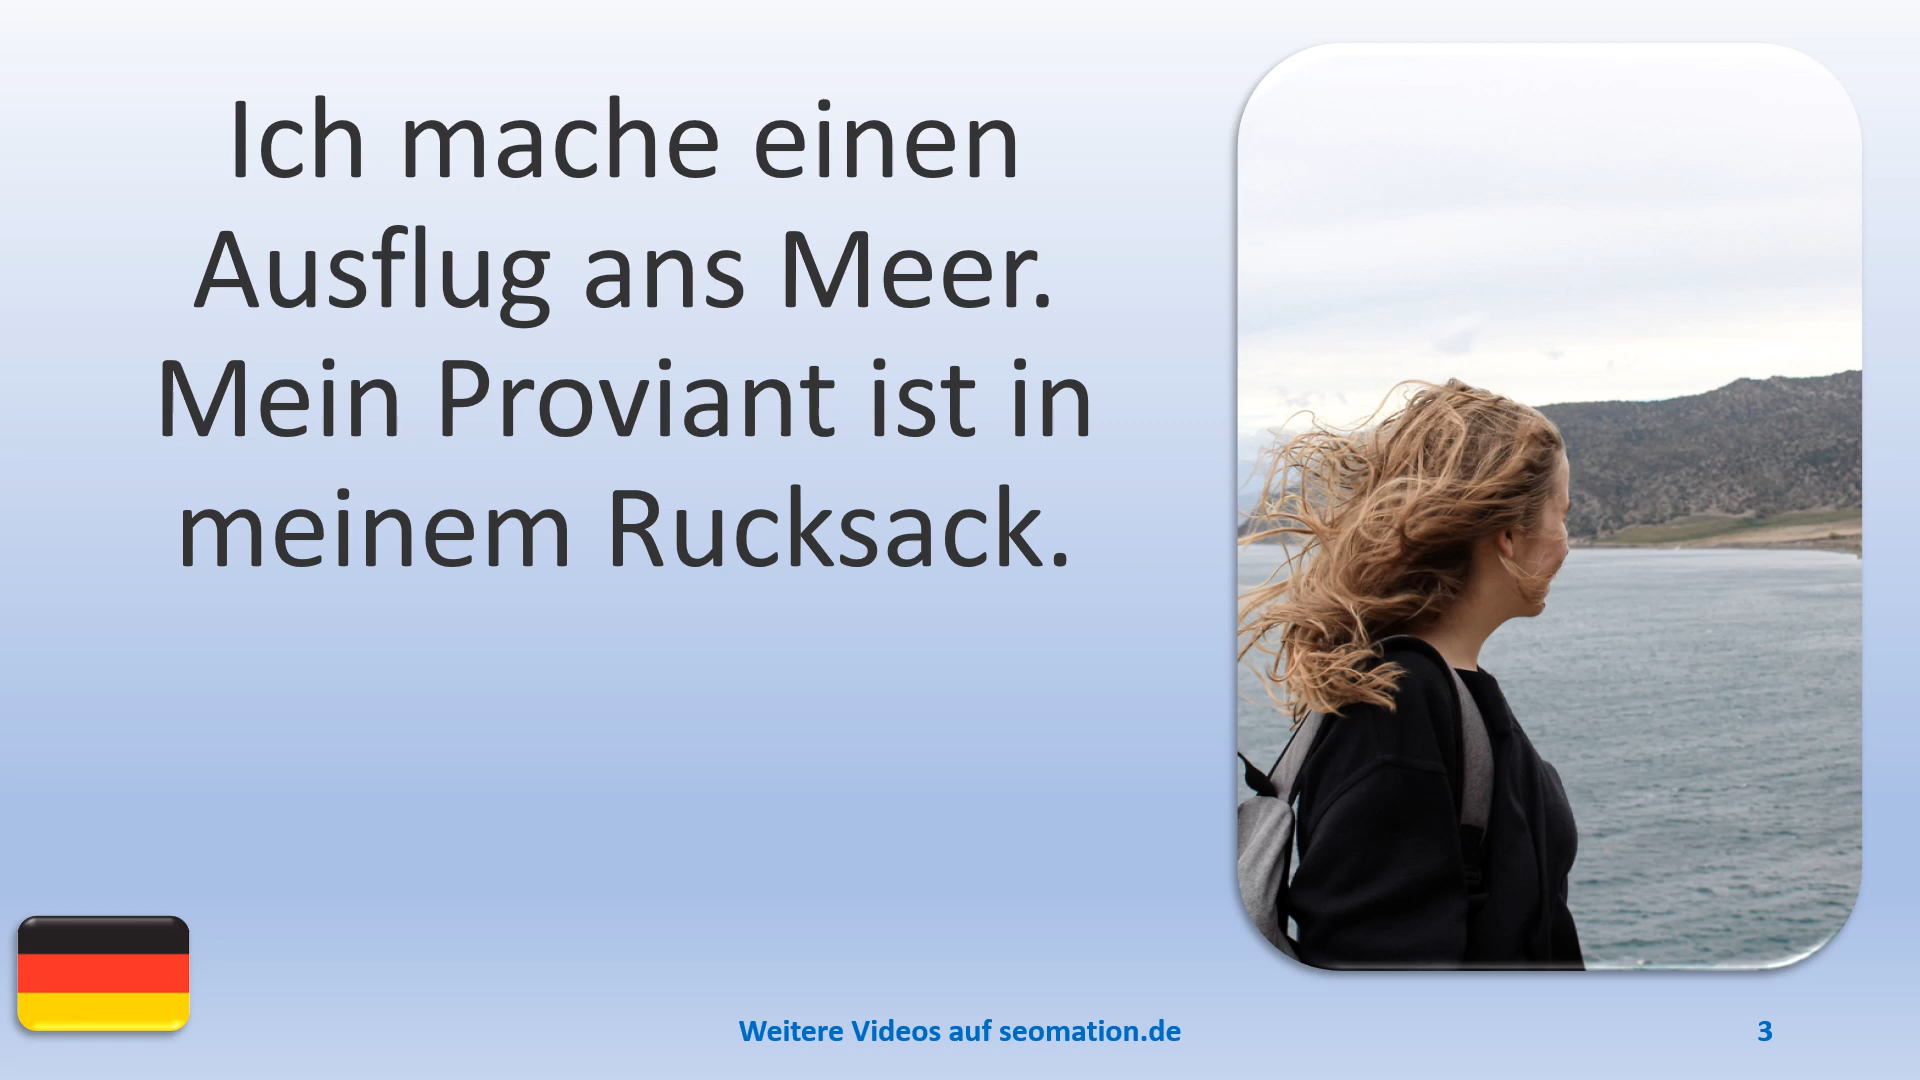 Ich mache einen
Ausflug ans Meer.
Mein Proviant ist in
meinem Rucksack.
Weitere Videos auf seomation.de
3